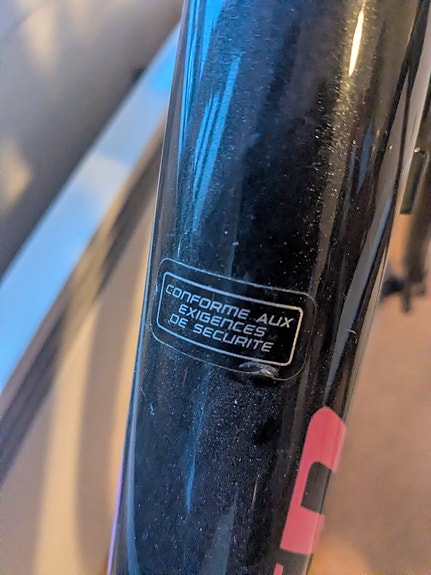 CONFORME AUX
EXIGENCES
DE SECURITE